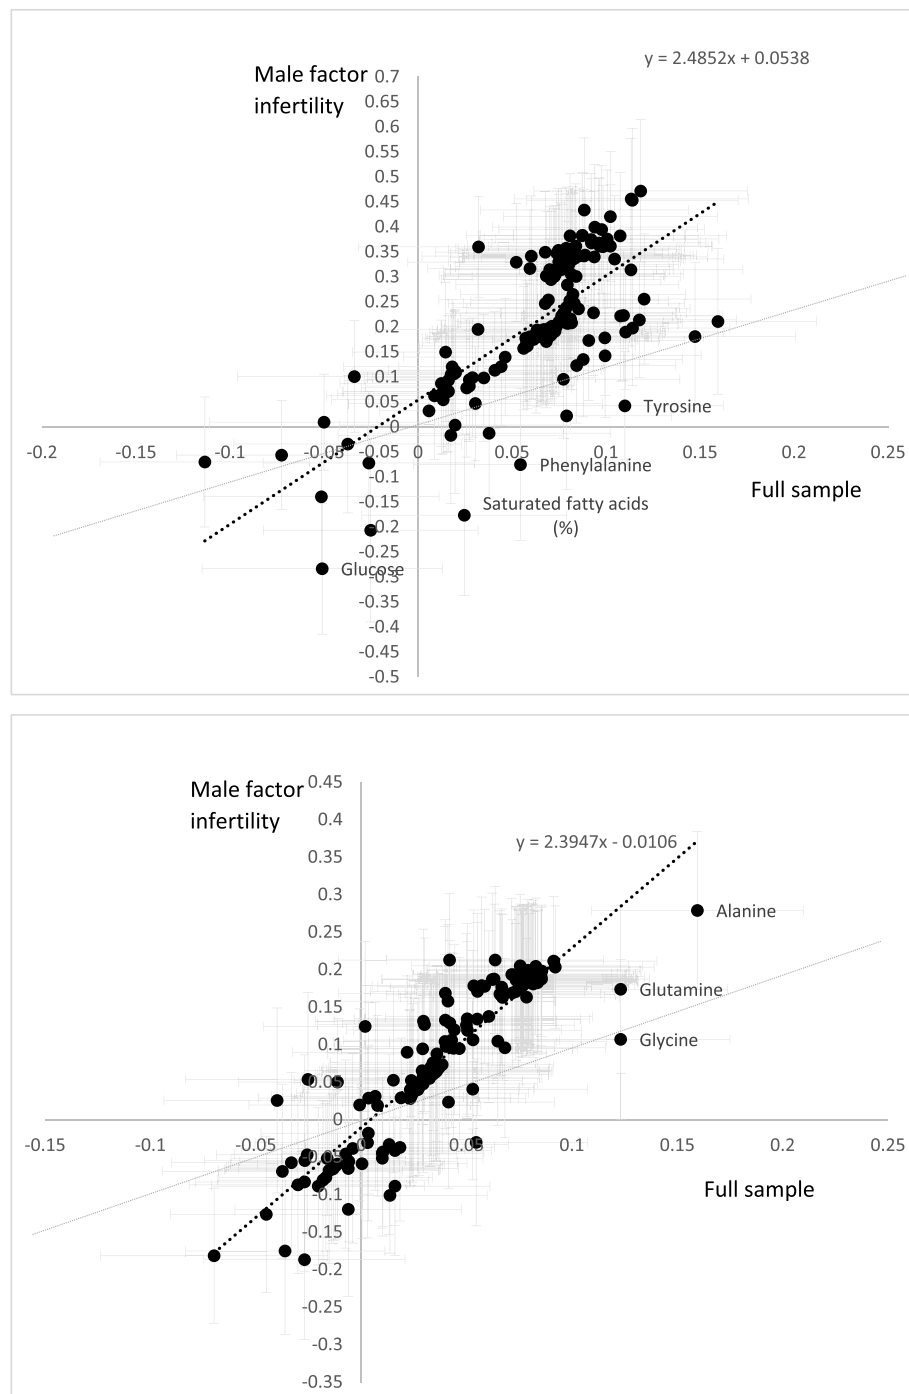 y = 2.4852x + 0.0538
Male factor
infertility
0.7
0.65
0.6
0.55
0.5
0.45
0.4
0.35
0.3
0.25
0.2
0.15
0.1
0.05
0
-0.2 -0.15 -0.1 -0.05 0.05 0.1 0.15 0.2 0.25
Tyrosine
-0.05
Phenylalanine
-0.1
Full sample
-0.15
Saturated fatty acids
(%)
-0.2
-0.25
Glucose
-0.3
-0.35
-0.4
-0.45
-0.5
Male factor
infertility
0.45
0.4
y = 2.3947x - 0.0106
0.35
0.3
Alanine
0.25
0.2
Glutamine
0.15
Glycine
0.1
0.05
0
-0.15 -0.1 -0.05 0 0.05 0.1 0.15 0.2 0.25
-0.05
Full sample
-0.1
-0.15
-0.2
-0.25
-0.3
-0.35